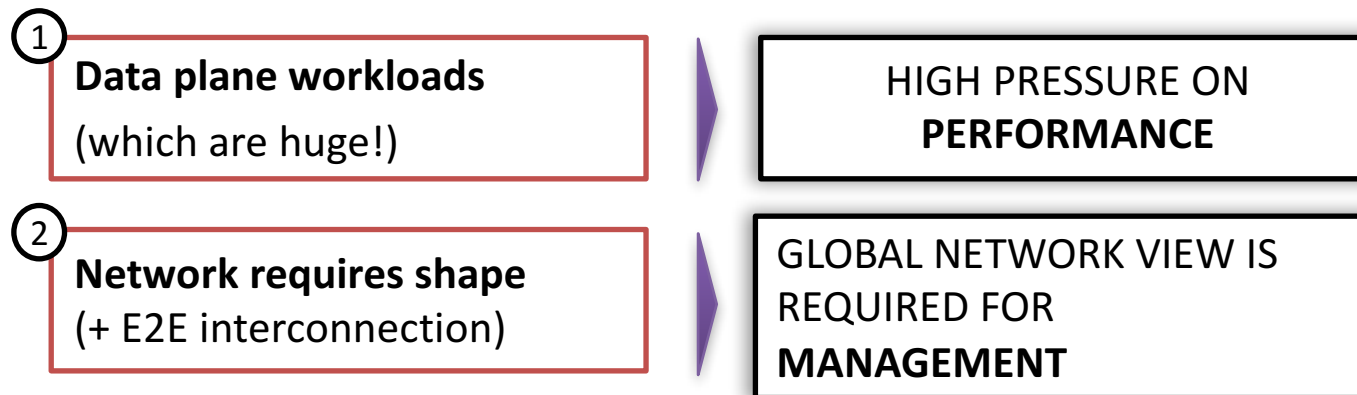 1
Data plane workloads
(which are huge!)
HIGH PRESSURE ON
PERFORMANCE
2
Network requires shape
(+ E2E interconnection)
GLOBAL NETWORK VIEW IS
REQUIRED FOR
MANAGEMENT